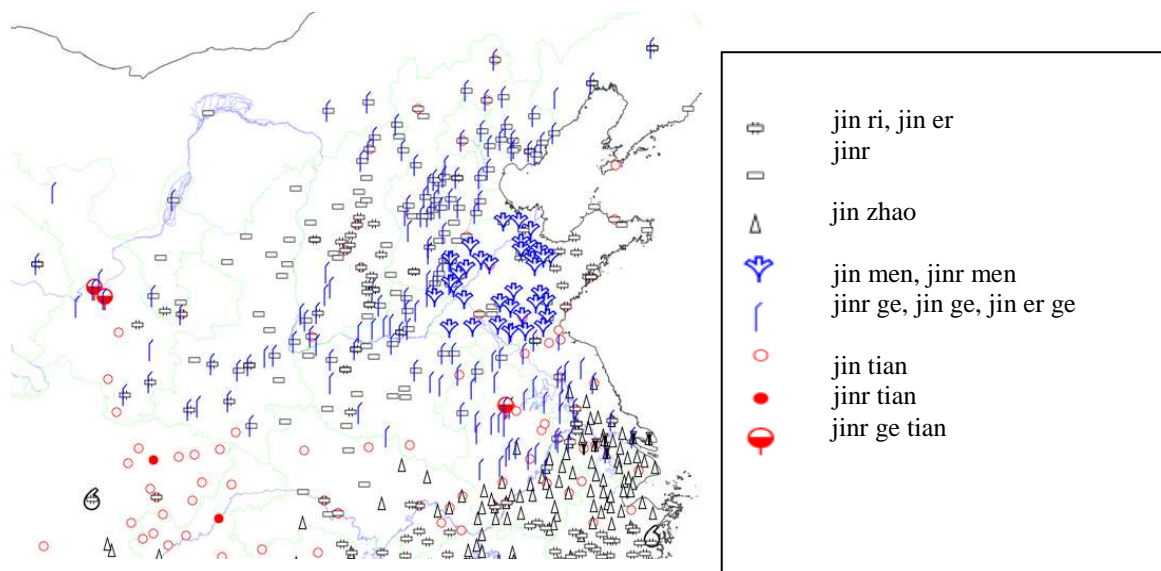 jin ri, jin er
jinr
jin zhao
jin men, jinr men
jinr ge, jin ge, jin er ge
jin tian
jinr tian
jinr ge tian